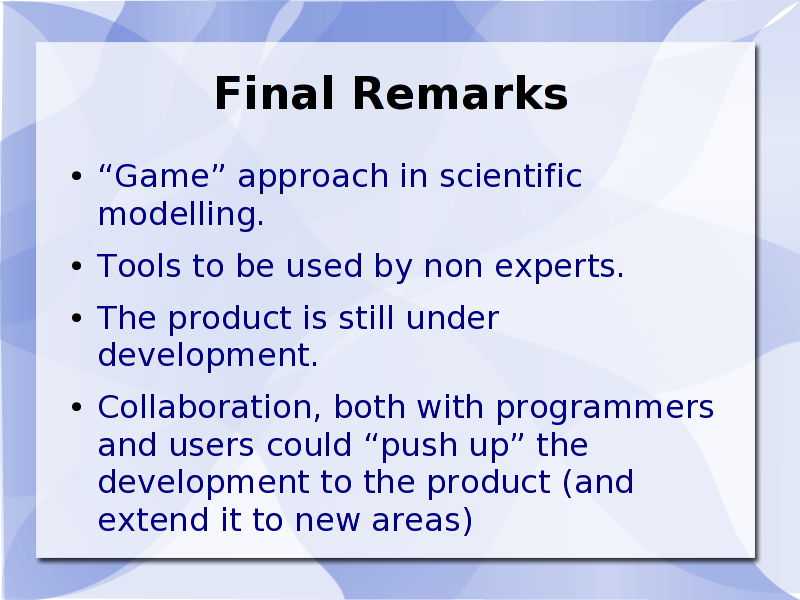 Final Remarks
• “Game” approach in scientific
modelling.
• Tools to be used by non experts.
• The product is still under
development.
• Collaboration, both with programmers
and users could “push up” the
development to the product (and
extend it to new areas)